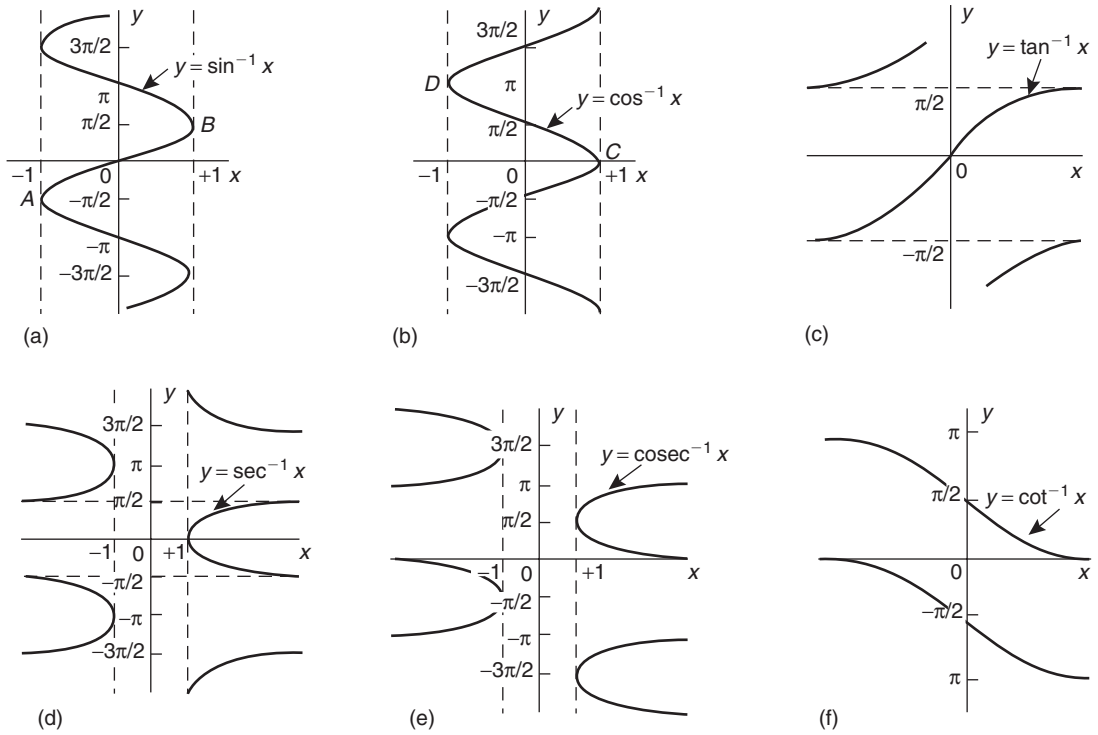 y
3π/2
y = sin⁻¹ x
π
π/2
B
−1
0
+1
x
A
−π/2
−π
−3π/2
(a)
y
3π/2
D
π
y = cos⁻¹ x
π/2
C
−1
0
+1
x
−π/2
−π
−3π/2
(b)
y
y = tan⁻¹ x
π/2
0
x
−π/2
(c)
y
3π/2
π
y = sec⁻¹ x
π/2
−1
0
+1
x
−π/2
−π
−3π/2
(d)
y
3π/2
y = cosec⁻¹ x
π
π/2
−1
0
+1
x
−π/2
−π
−3π/2
(e)
y
π
π/2
y = cot⁻¹ x
0
x
−π/2
π
(f)